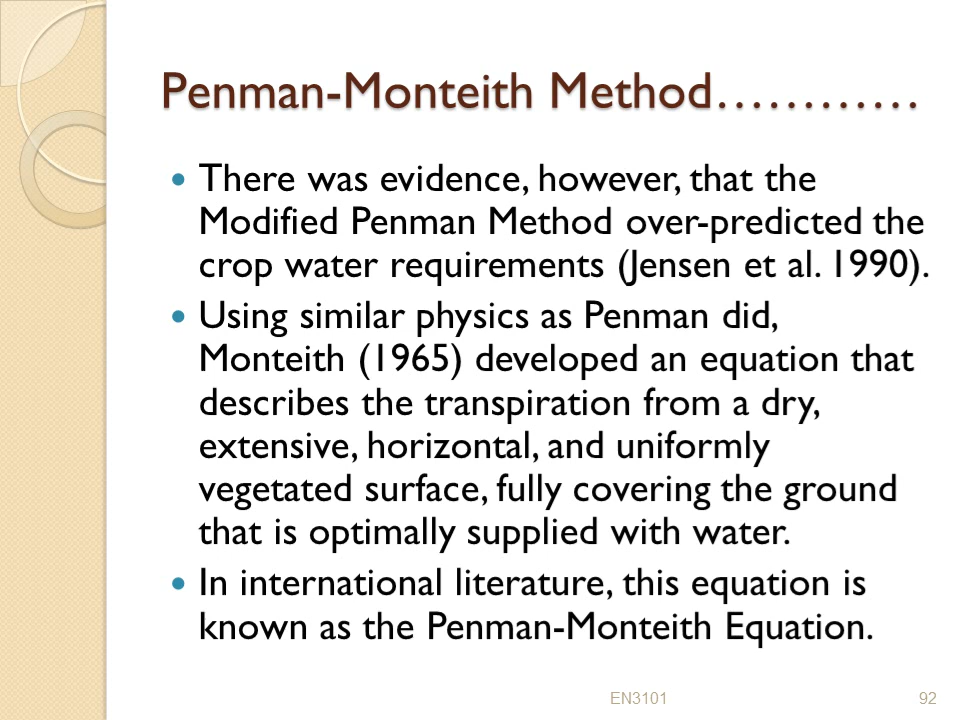 Penman-Monteith Method…………
• There was evidence, however, that the
Modified Penman Method over-predicted the
crop water requirements (Jensen et al. 1990).
• Using similar physics as Penman did,
Monteith (1965) developed an equation that
describes the transpiration from a dry,
extensive, horizontal, and uniformly
vegetated surface, fully covering the ground
that is optimally supplied with water.
• In international literature, this equation is
known as the Penman-Monteith Equation.
EN3101 92